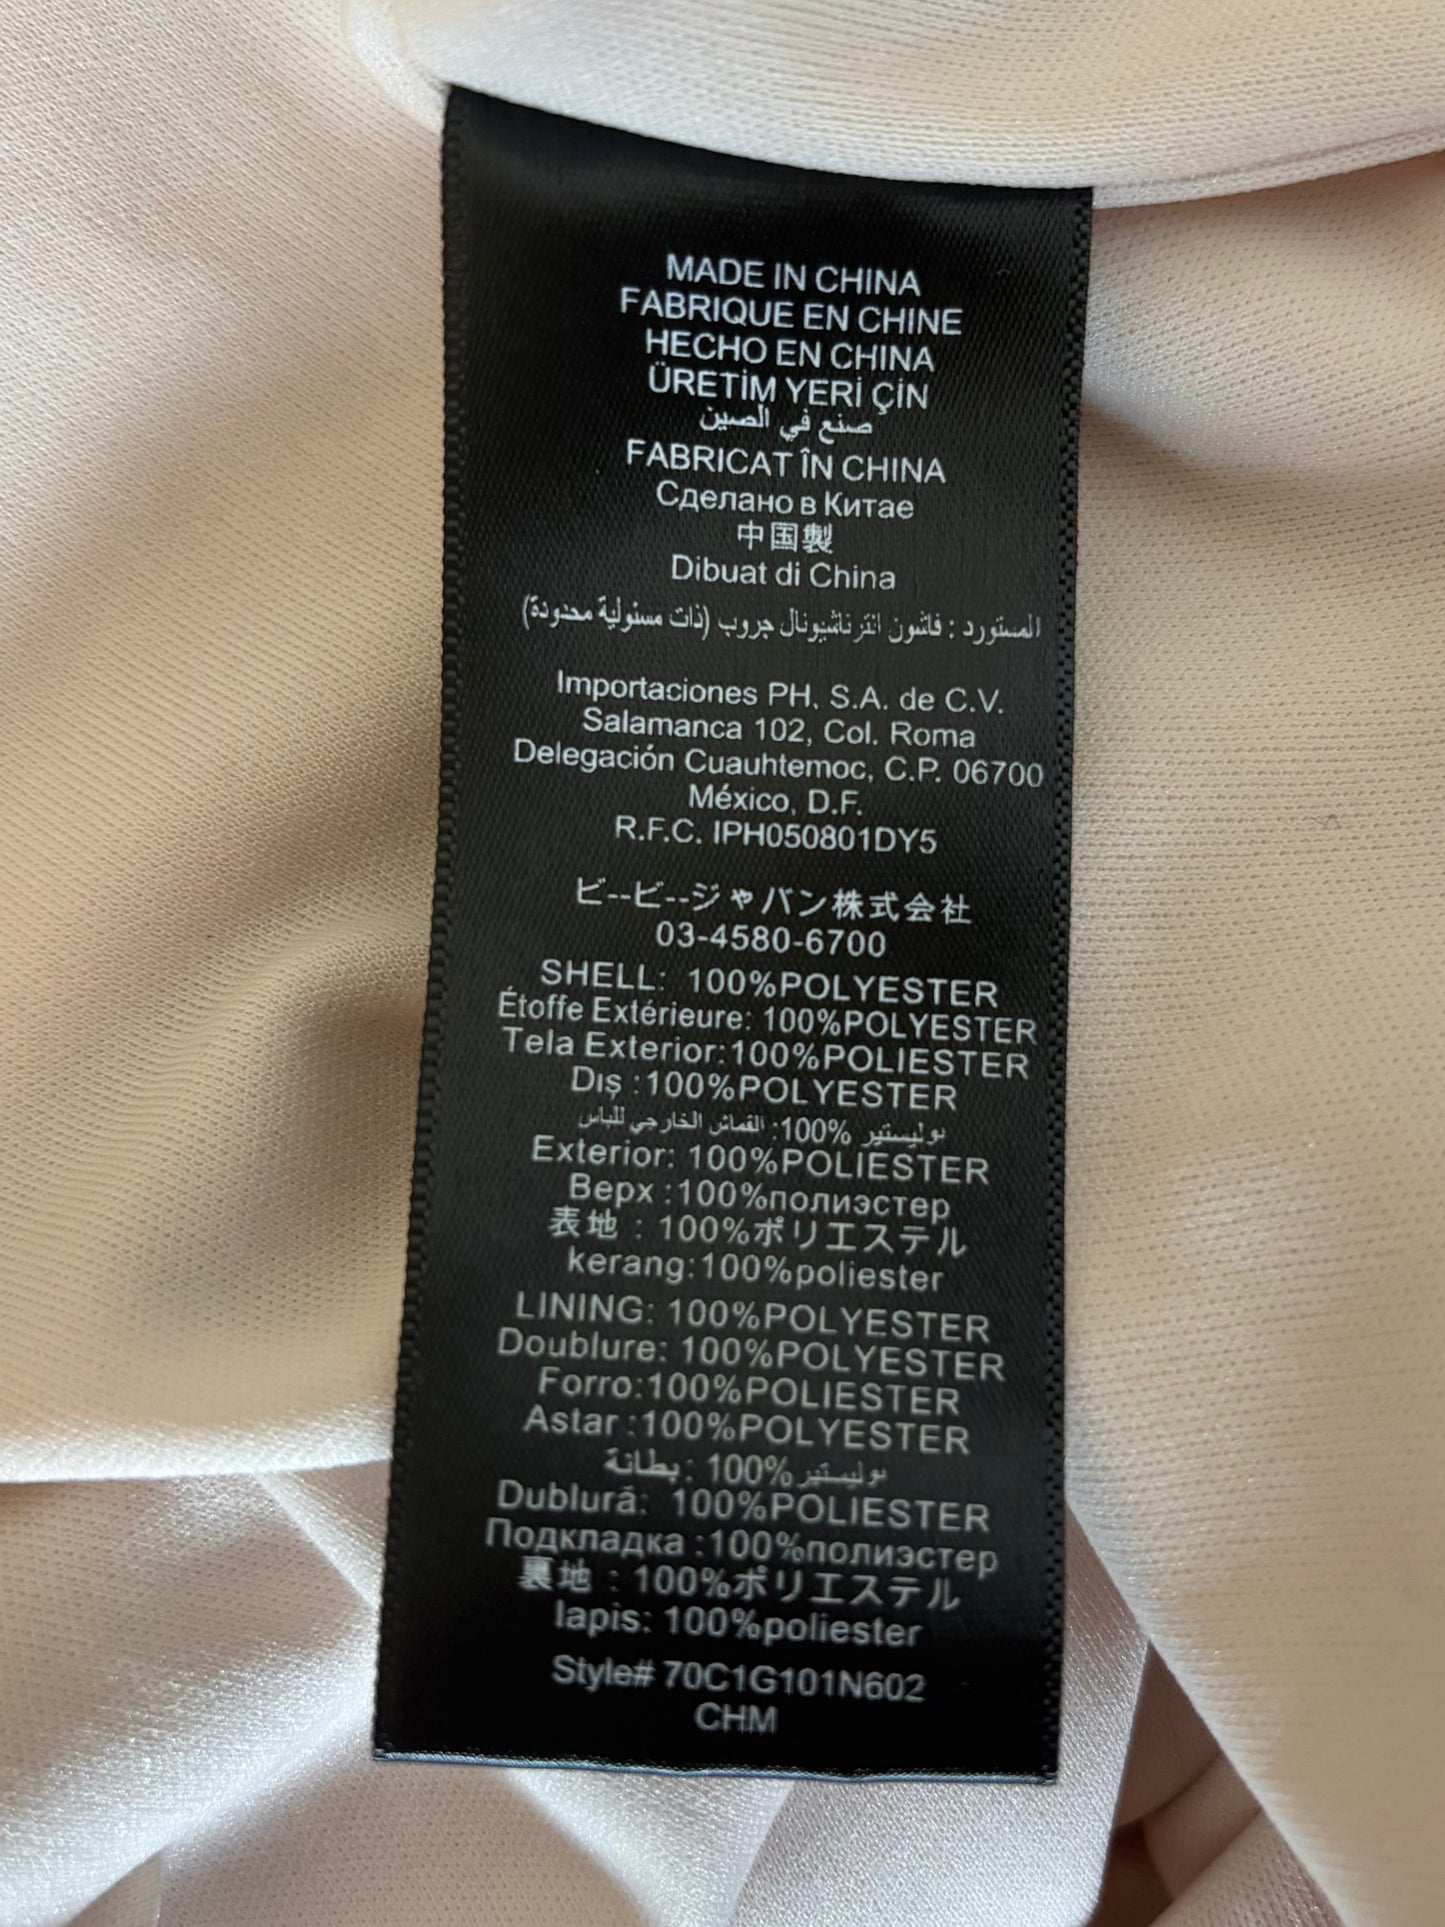 MADE IN CHINA
FABRIQUE EN CHINE
HECHO EN CHINA
ÜRETİM YERİ ÇİN
صنع في الصين
FABRICAT ÎN CHINA
Сделано в Китае
中国製
Dibuat di China
المستورد : فاشون انترناشيونال جروب (ذات مسئولية محدودة)
Importaciones PH. S.A. de C.V.
Salamanca 102, Col. Roma
Delegación Cuauhtemoc, C.P. 06700
México, D.F.
R.F.C. IPH050801DY5
ビ--ビ--ジャパン株式会社
03-4580-6700
SHELL: 100%POLYESTER
Étoffe Extérieure: 100%POLYESTER
Tela Exterior:100%POLIESTER
Dış :100%POLYESTER
بوليستير %100: القماش الخارجي للباس
Exterior: 100%POLIESTER
Верх :100%полиэстер
表地 : 100%ポリエステル
kerang:100%poliester
LINING: 100%POLYESTER
Doublure: 100%POLYESTER
Forro:100%POLIESTER
Astar :100%POLYESTER
بوليستير %100 : بطانة
Dublură: 100%POLIESTER
Подкладка :100%полиэстер
裏地 : 100%ポリエステル
lapis: 100%poliester
Style# 70C1G101N602
CHM